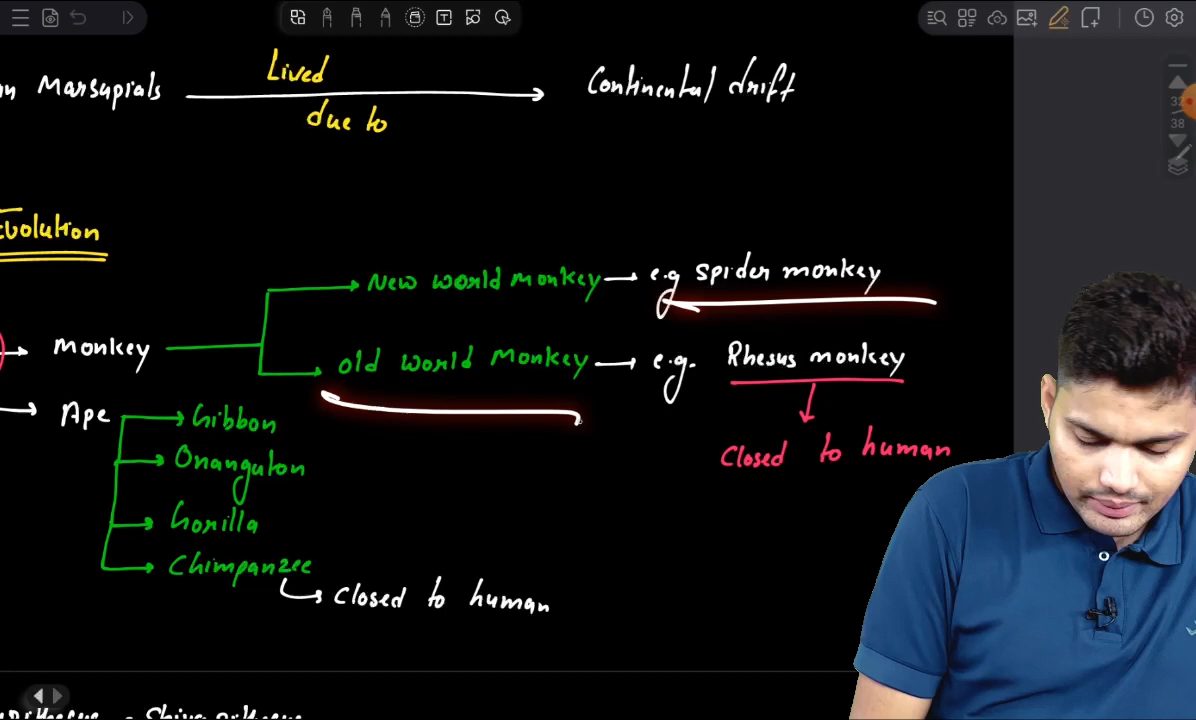 Marsupials Lived due to Continental drift
Evolution
New world Monkey e.g spider monkey
Monkey
old world Monkey e.g. Rhesus monkey
Closed to human
Ape
Gibbon
Orangutan
Gorilla
Chimpanzee
closed to human
38